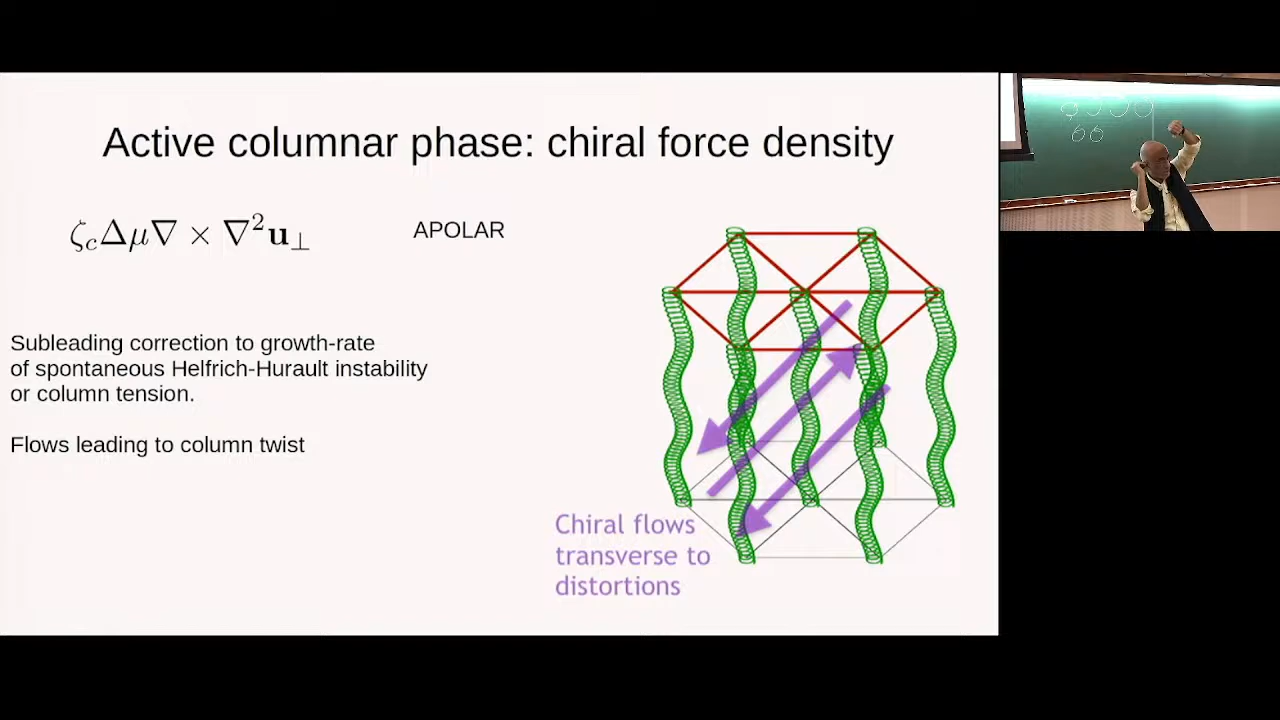 Active columnar phase: chiral force density
ζ_cΔμ∇ × ∇²u_⊥
APOLAR
Subleading correction to growth-rate
of spontaneous Helfrich-Hurault instability
or column tension.
Flows leading to column twist
Chiral flows
transverse to
distortions